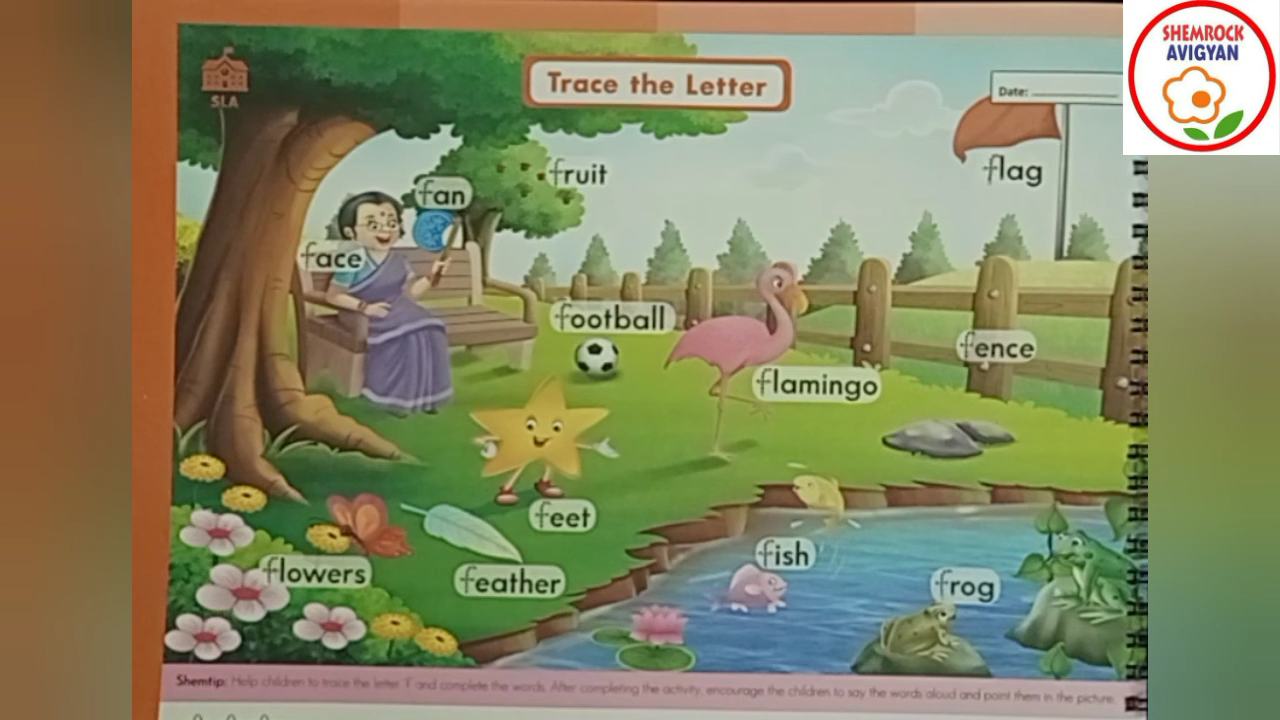 SHEMROCK
AVIGYAN
SLA
Trace the Letter
Date:
fruit
flag
fan
face
football
fence
flamingo
feet
fish
flowers
feather
frog
Shemtip: Help children to trace the letter 'f' and complete the words. After completing the activity, encourage the children to say the words aloud and point them in the picture.